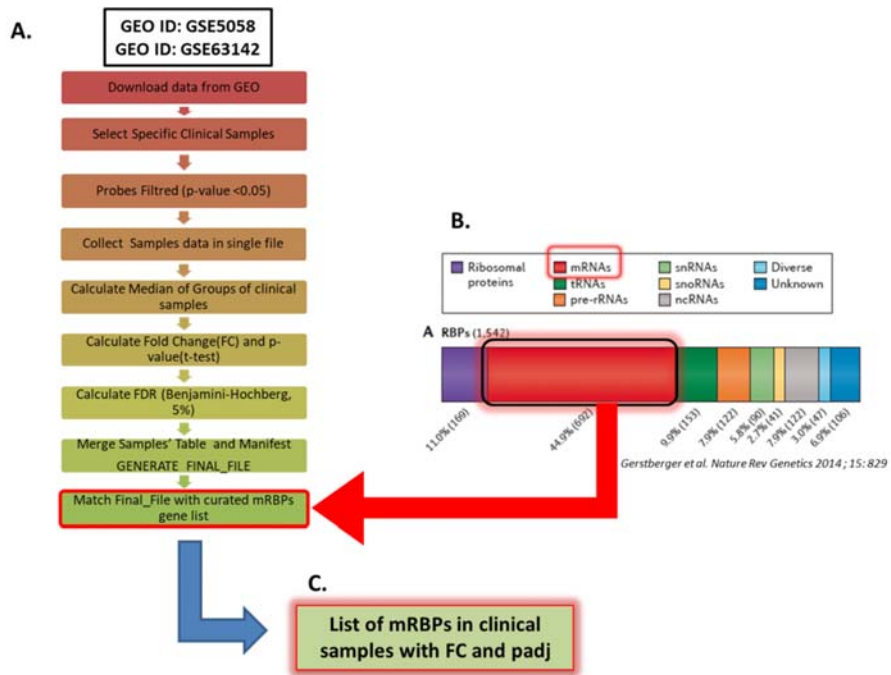 A.
GEO ID: GSE5058
GEO ID: GSE63142
Download data from GEO
Select Specific Clinical Samples
Probes Filtred (p-value <0.05)
Collect Samples data in single file
Calculate Median of Groups of clinical
samples
Calculate Fold Change(FC) and p-
value(t-test)
Calculate FDR (Benjamini-Hochberg,
5%)
Merge Samples' Table and Manifest
GENERATE FINAL_FILE
Match Final_File with curated mRBPs
gene list
B.
Ribosomal
proteins
mRNAs
tRNAs
pre-rRNAs
snRNAs
snoRNAs
ncRNAs
Diverse
Unknown
A RBPs (1,542)
11.0% (169)
44.9% (692)
9.9% (153)
7.9% (122)
5.8% (90)
2.7% (41)
7.9% (122)
3.0% (47)
6.9% (106)
Gerstberger et al. Nature Rev Genetics 2014 ; 15: 829
C.
List of mRBPs in clinical
samples with FC and padj